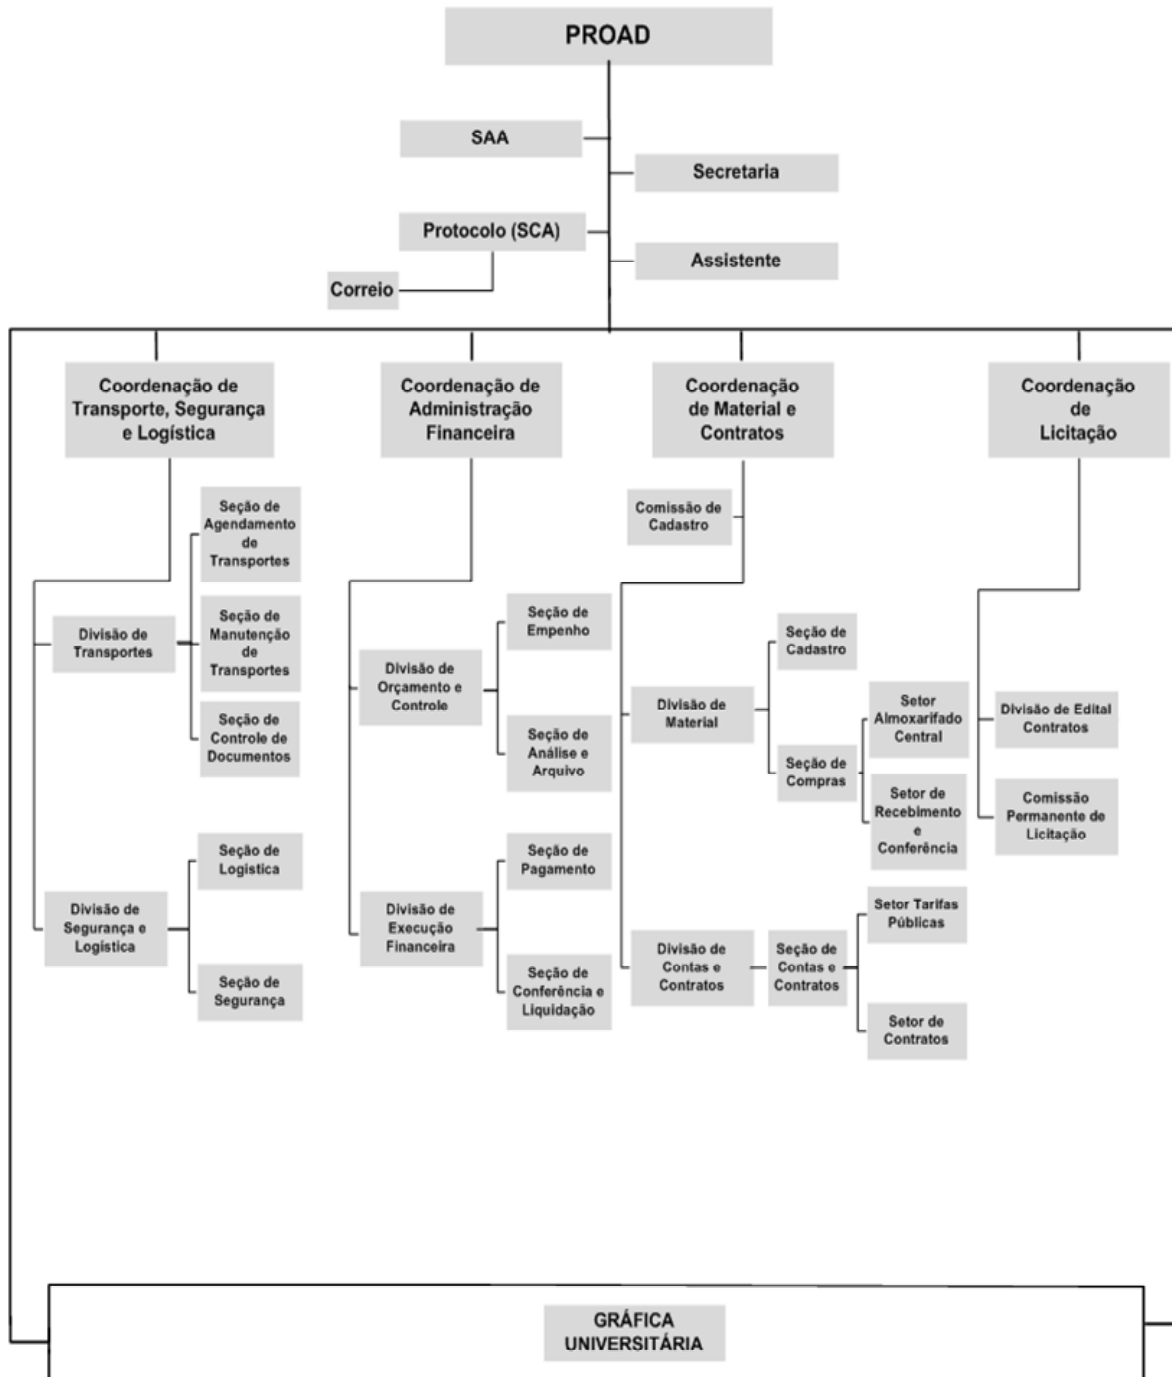 PROAD
SAA
Secretaria
Protocolo (SCA)
Assistente
Correio
Coordenação de
Transporte, Segurança
e Logística
Coordenação de
Administração
Financeira
Coordenação
de Material e
Contratos
Coordenação
de
Licitação
Seção de
Agendamento
de
Transportes
Divisão de
Transportes
Seção de
Manutenção
de
Transportes
Seção de
Controle de
Documentos
Seção de
Logistica
Divisão de
Segurança e
Logística
Seção de
Segurança
Seção de
Empenho
Divisão de
Orçamento e
Controle
Seção de
Análise e
Arquivo
Seção de
Pagamento
Divisão de
Execução
Financeira
Seção de
Conferência e
Liquidação
Comissão de
Cadastro
Seção de
Cadastro
Divisão de
Material
Seção de
Compras
Setor
Almoxarifado
Central
Setor de
Recebimento
e
Conferência
Divisão de
Contas e
Contratos
Seção de
Contas e
Contratos
Setor Tarifas
Públicas
Setor de
Contratos
Divisão de Edital
Contratos
Comissão
Permanente de
Licitação
GRÁFICA
UNIVERSITÁRIA